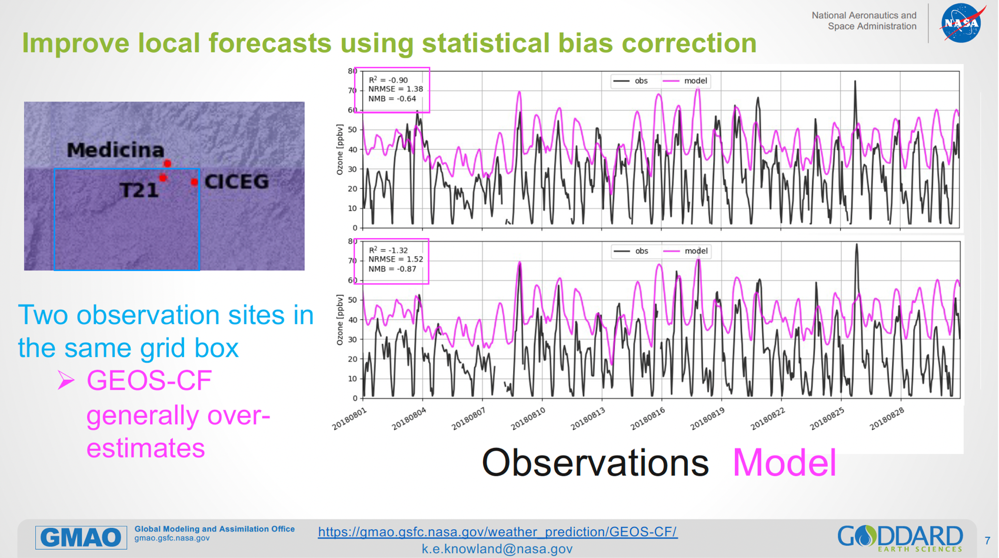 National Aeronautics and
Space Administration
NASA
Improve local forecasts using statistical bias correction
Medicina
T21
CICEG
Two observation sites in
the same grid box
➢ GEOS-CF
generally over-
estimates
80
70
60
50
40
30
20
10
0
Ozone [ppbv]
R² = -0.90
NRMSE = 1.38
NMB = -0.64
obs model
80
70
60
50
40
30
20
10
0
Ozone [ppbv]
R² = -1.32
NRMSE = 1.52
NMB = -0.87
obs model
20180801 20180804 20180807 20180810 20180813 20180816 20180819 20180822 20180825 20180828
Observations Model
GMAO
Global Modeling and Assimilation Office
gmao.gsfc.nasa.gov
https://gmao.gsfc.nasa.gov/weather_prediction/GEOS-CF/
k.e.knowland@nasa.gov
GODDARD
EARTH SCIENCES
7